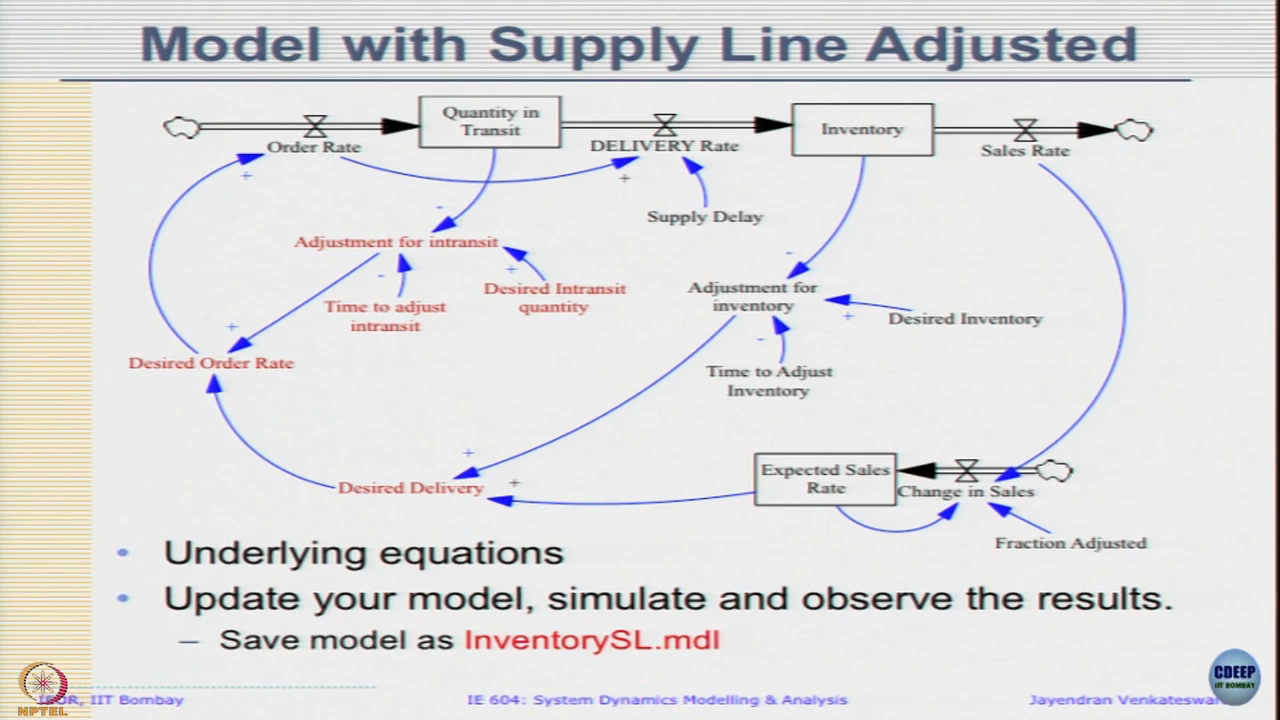 Model with Supply Line Adjusted
Quantity in
Transit
Inventory
Order Rate
DELIVERY Rate
Sales Rate
+
+
-
Supply Delay
Adjustment for intransit
-
-
+
Desired Intransit
quantity
Adjustment for
inventory
Time to adjust
intransit
+
Desired Inventory
+
-
Desired Order Rate
Time to Adjust
Inventory
+
Expected Sales
Rate
Desired Delivery
+
Change in Sales
Fraction Adjusted
• Underlying equations
• Update your model, simulate and observe the results.
– Save model as InventorySL.mdl
IEOR, IIT Bombay
IE 604: System Dynamics Modelling & Analysis
Jayendran
NPTEL
CDEEP
IIT BOMBAY